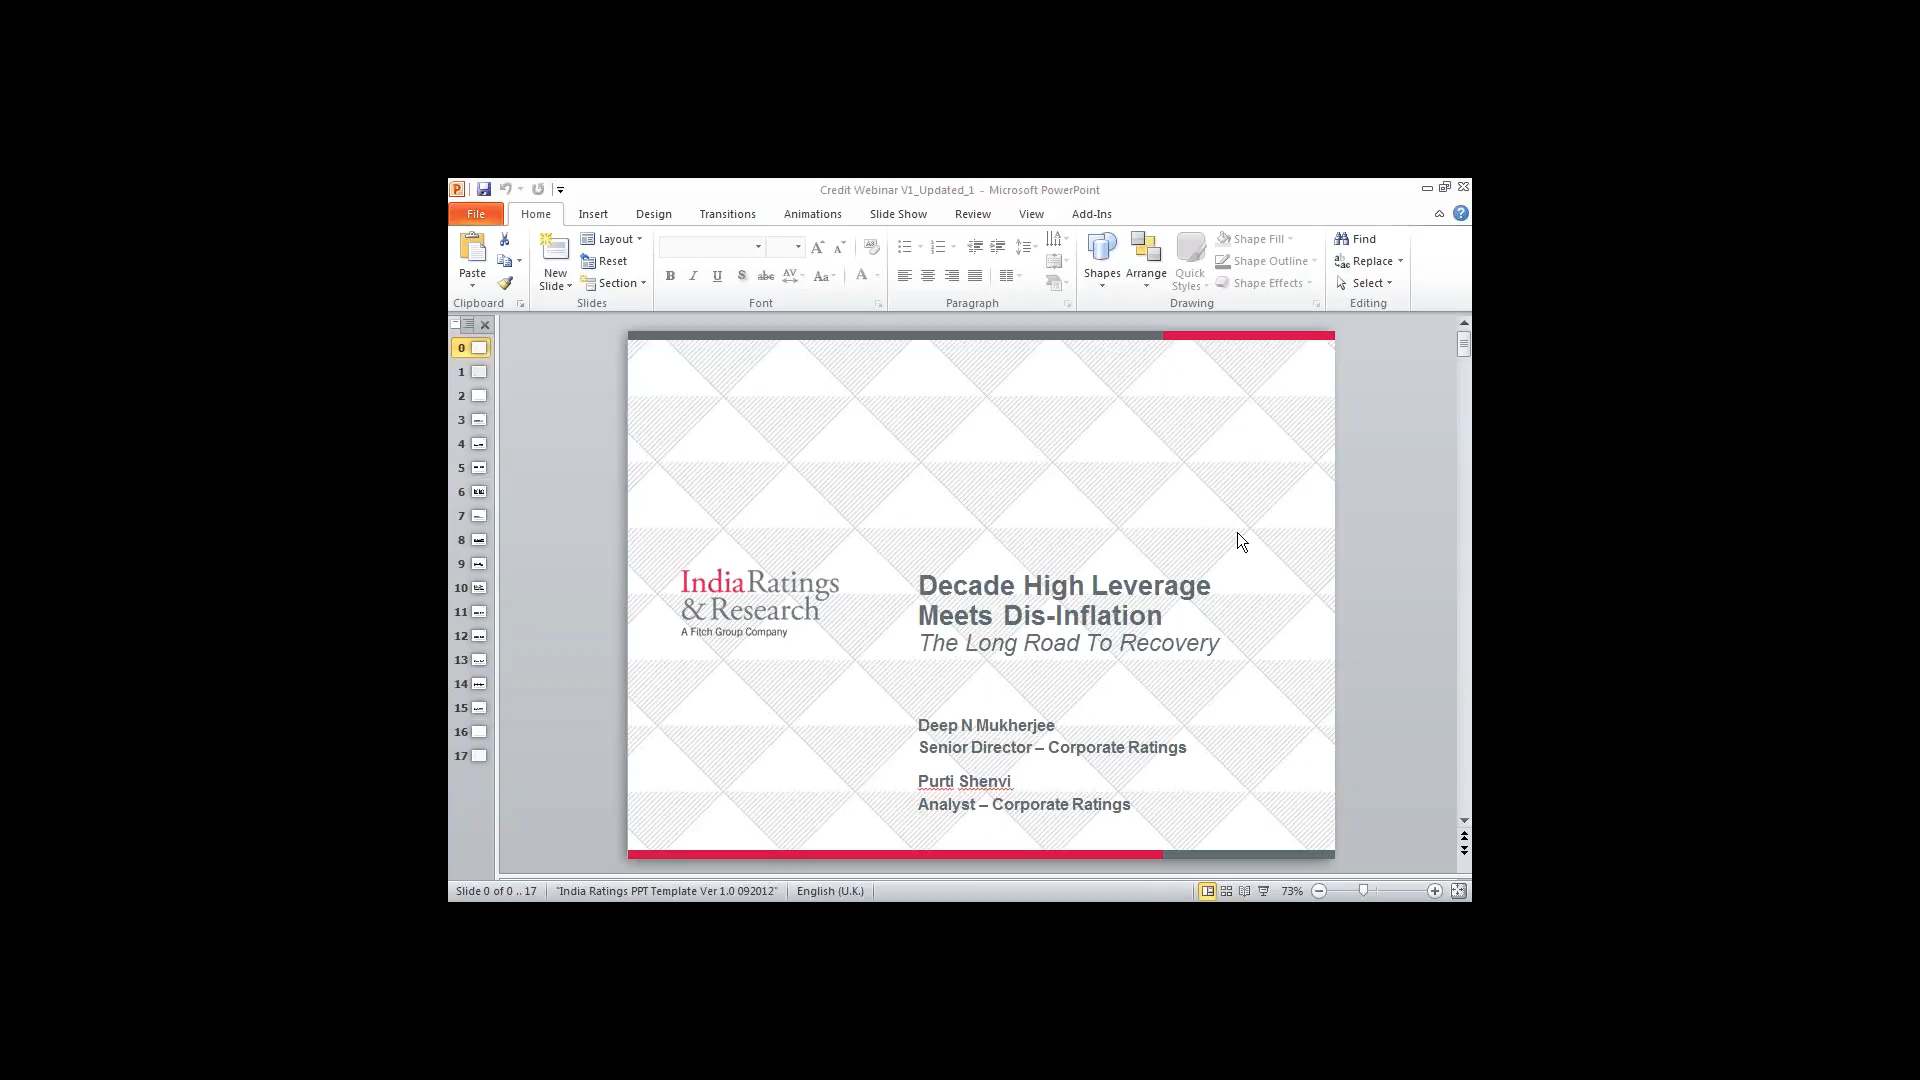 Credit Webinar V1_Updated_1 - Microsoft PowerPoint
File Home Insert Design Transitions Animations Slide Show Review View Add-Ins
Paste
New Slide
Layout
Reset
Section
Shapes
Arrange
Quick Styles
Shape Fill
Shape Outline
Shape Effects
Find
Replace
Select
Clipboard Slides Font Paragraph Drawing Editing
0
1
2
3
4
5
6
7
8
9
10
11
12
13
14
15
16
17
IndiaRatings
& Research
A Fitch Group Company
Decade High Leverage
Meets Dis-Inflation
The Long Road To Recovery
Deep N Mukherjee
Senior Director – Corporate Ratings
Purti Shenvi
Analyst – Corporate Ratings
Slide 0 of 0 .. 17 "India Ratings PPT Template Ver 1.0 092012" English (U.K.) 73%